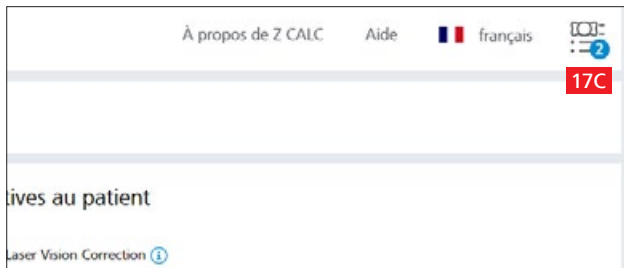 À propos de Z CALC Aide français
2
17C
tives au patient
Laser Vision Correction i